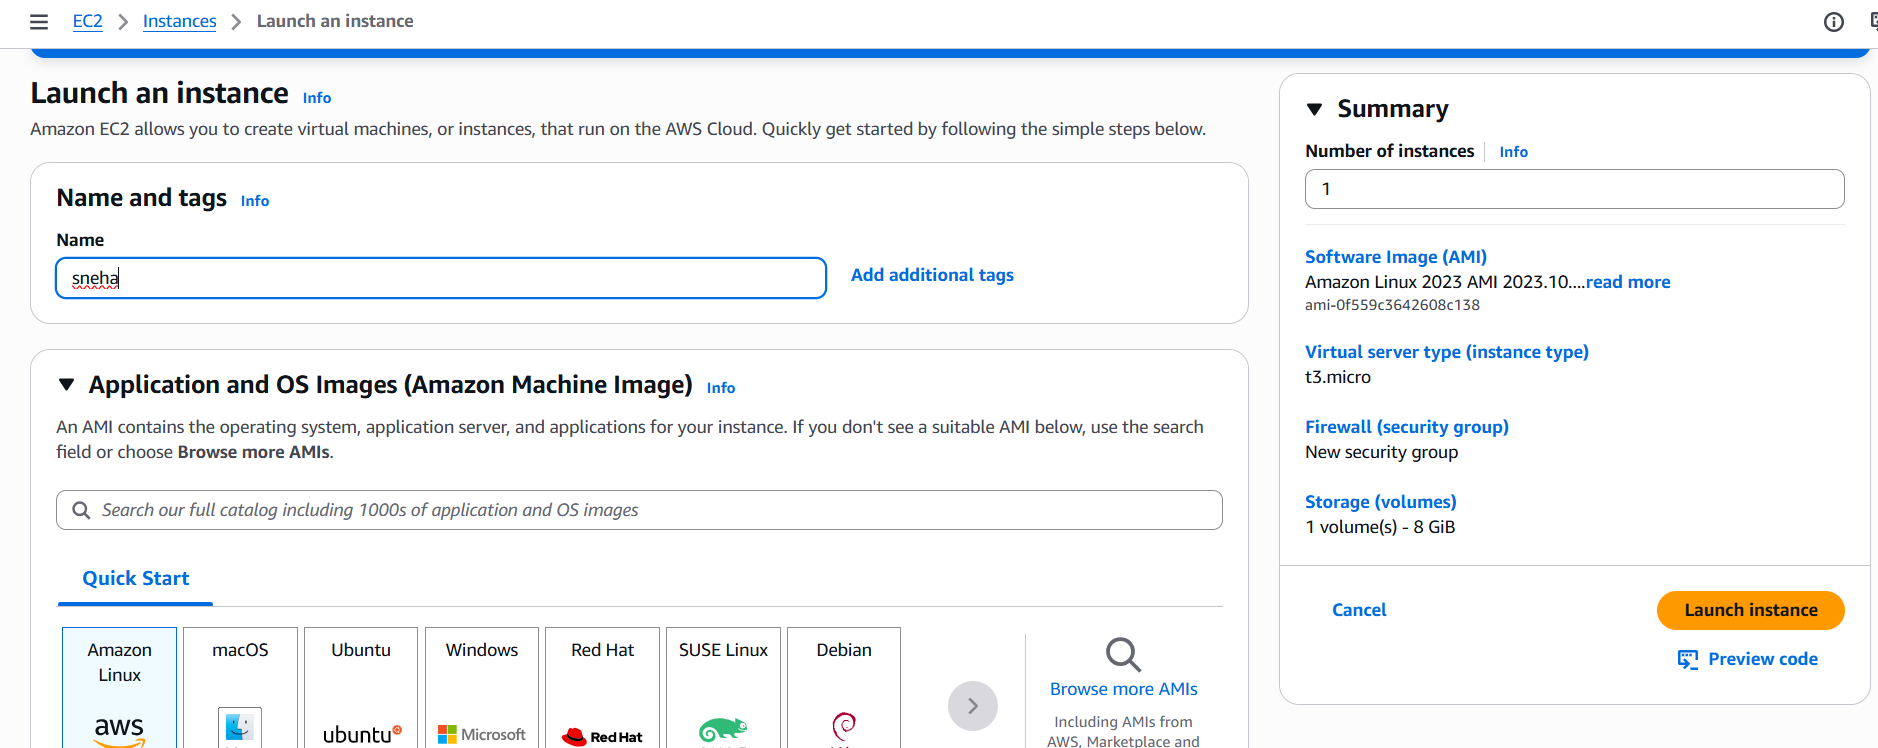 EC2 > Instances > Launch an instance
Launch an instance Info
Amazon EC2 allows you to create virtual machines, or instances, that run on the AWS Cloud. Quickly get started by following the simple steps below.
Name and tags Info
Name
sneha
Add additional tags
Application and OS Images (Amazon Machine Image) Info
An AMI contains the operating system, application server, and applications for your instance. If you don't see a suitable AMI below, use the search
field or choose Browse more AMIs.
Search our full catalog including 1000s of application and OS images
Quick Start
Amazon
Linux
aws
macOS
Ubuntu
ubuntu
Windows
Microsoft
Red Hat
Red Hat
SUSE Linux
Debian
Browse more AMIs
Including AMIs from
AWS, Marketplace and
Summary
Number of instances Info
1
Software Image (AMI)
Amazon Linux 2023 AMI 2023.10....read more
ami-0f559c3642608c138
Virtual server type (instance type)
t3.micro
Firewall (security group)
New security group
Storage (volumes)
1 volume(s) - 8 GiB
Cancel
Launch instance
Preview code